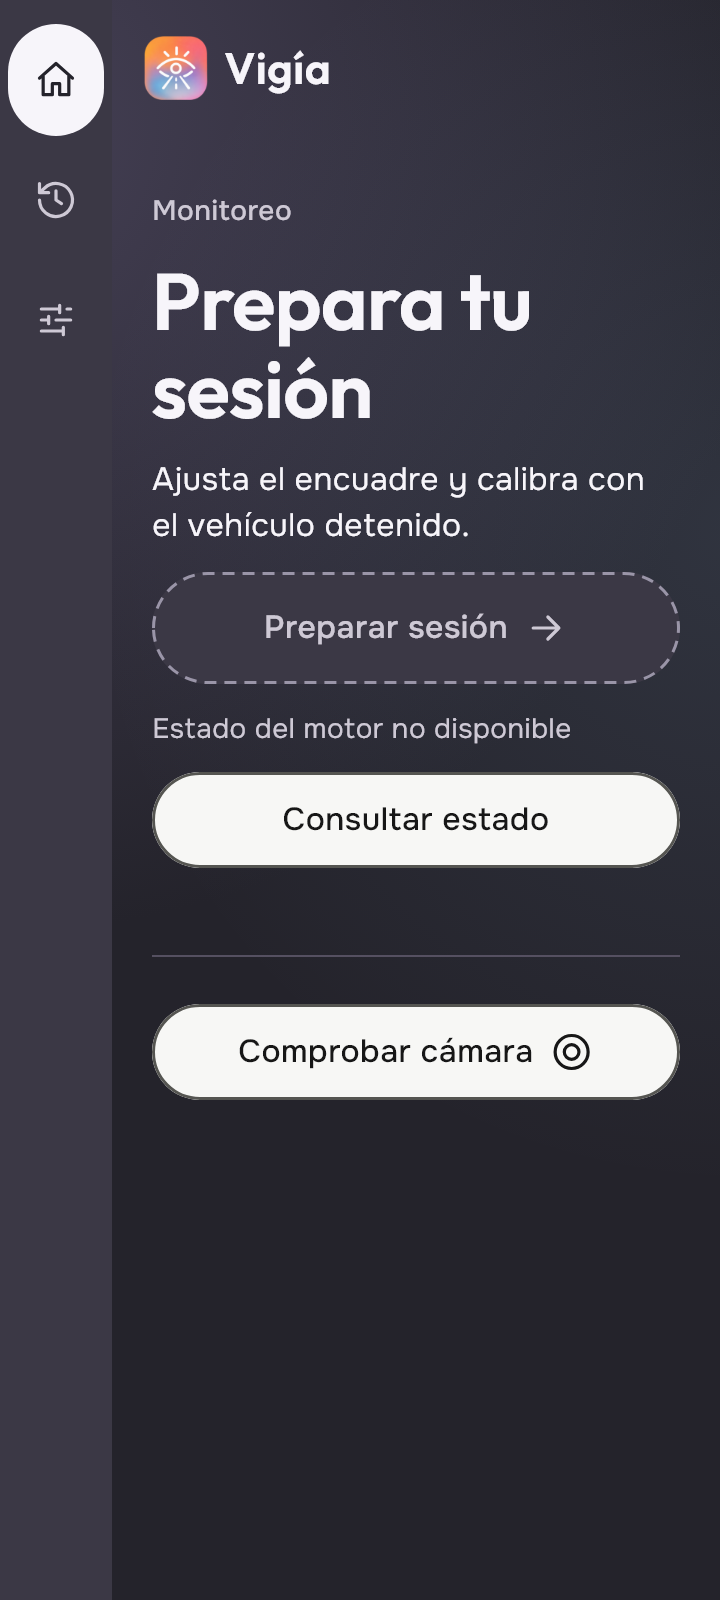 Vigía
Monitoreo
Prepara tu
sesión
Ajusta el encuadre y calibra con
el vehículo detenido.
Preparar sesión
Estado del motor no disponible
Consultar estado
Comprobar cámara